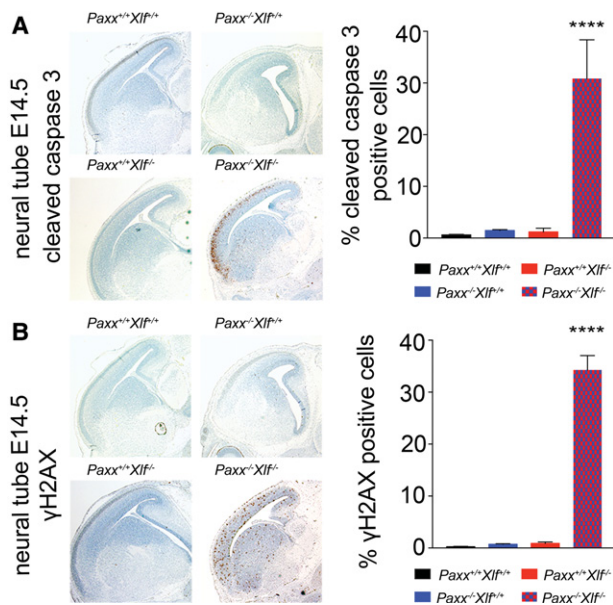 A
neural tube E14.5
cleaved caspase 3
Paxx+/+Xlf+/+
Paxx-/-Xlf+/+
Paxx+/+Xlf-/-
Paxx-/-Xlf-/-
% cleaved caspase 3
positive cells
40
30
20
10
0
****
Paxx+/+Xlf+/+
Paxx+/+Xlf-/-
Paxx-/-Xlf+/+
Paxx-/-Xlf-/-
B
neural tube E14.5
γH2AX
Paxx+/+Xlf+/+
Paxx-/-Xlf+/+
Paxx+/+Xlf-/-
Paxx-/-Xlf-/-
% γH2AX positive cells
40
30
20
10
0
****
Paxx+/+Xlf+/+
Paxx+/+Xlf-/-
Paxx-/-Xlf+/+
Paxx-/-Xlf-/-